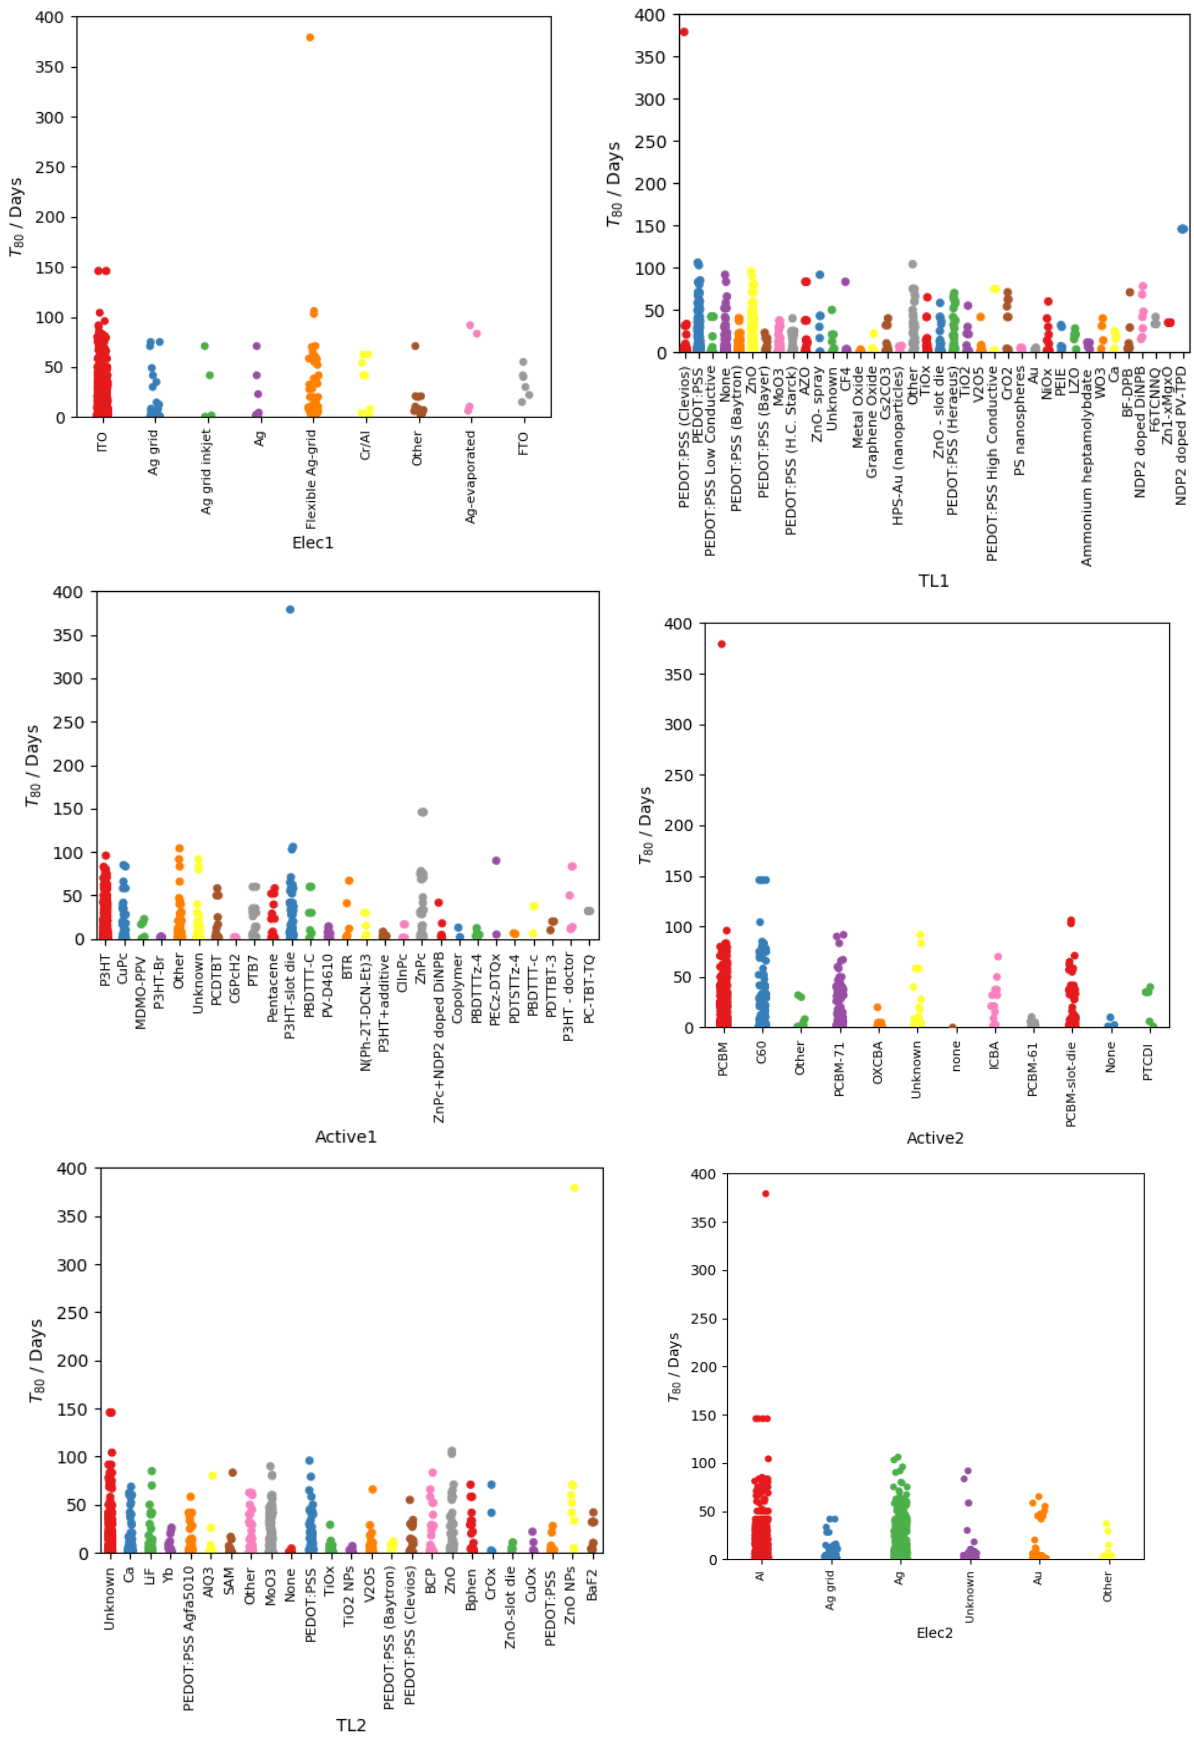 400
350
300
250
200
150
100
50
0
T80 / Days
ITO
Ag grid
Ag grid inkjet
Ag
Flexible Ag-grid
Cr/Al
Other
Ag-evaporated
FTO
Elec1
400
350
300
250
200
150
100
50
0
T80 / Days
PEDOT:PSS (Clevios)
PEDOT:PSS
PEDOT:PSS Low Conductive
None
PEDOT:PSS (Baytron)
ZnO
PEDOT:PSS (Bayer)
MoO3
PEDOT:PSS (H.C. Starck)
AZO
ZnO- spray
Unknown
CF4
Metal Oxide
Graphene Oxide
Cs2CO3
HPS-Au (nanoparticles)
Other
TiOx
ZnO - slot die
PEDOT:PSS (Heraeus)
TiO2
V2O5
PEDOT:PSS High Conductive
CrO2
PS nanospheres
Au
NiOx
PEIE
LZO
Ammonium heptamolybdate
WO3
Ca
BF-DPB
NDP2 doped DiNPB
F6TCNNQ
Zn1-xMgxO
NDP2 doped PV-TPD
TL1
400
350
300
250
200
150
100
50
0
T80 / Days
P3HT
CuPc
MDMO-PPV
P3HT-Br
Other
Unknown
PCDTBT
C6PcH2
PTB7
Pentacene
P3HT-slot die
PBDTTT-C
PV-D4610
BTR
N(Ph-2T-DCN-Et)3
P3HT+additive
ClInPc
ZnPc
ZnPc+NDP2 doped DiNPB
Copolymer
PBDTTTz-4
PECz-DTQx
PDTSTTz-4
PBDTTT-c
PDTTBT-3
P3HT - doctor
PC-TBT-TQ
Active1
400
350
300
250
200
150
100
50
0
T80 / Days
PCBM
C60
Other
PCBM-71
OXCBA
Unknown
none
ICBA
PCBM-61
PCBM-slot-die
None
PTCDI
Active2
400
350
300
250
200
150
100
50
0
T80 / Days
Unknown
Ca
LiF
Yb
PEDOT:PSS Agfa5010
AlQ3
SAM
Other
MoO3
None
PEDOT:PSS
TiOx
TiO2 NPs
V2O5
PEDOT:PSS (Baytron)
PEDOT:PSS (Clevios)
BCP
ZnO
Bphen
CrOx
ZnO-slot die
CuOx
PEDOT:PSS
ZnO NPs
BaF2
TL2
400
350
300
250
200
150
100
50
0
T80 / Days
Al
Ag grid
Ag
Unknown
Au
Other
Elec2